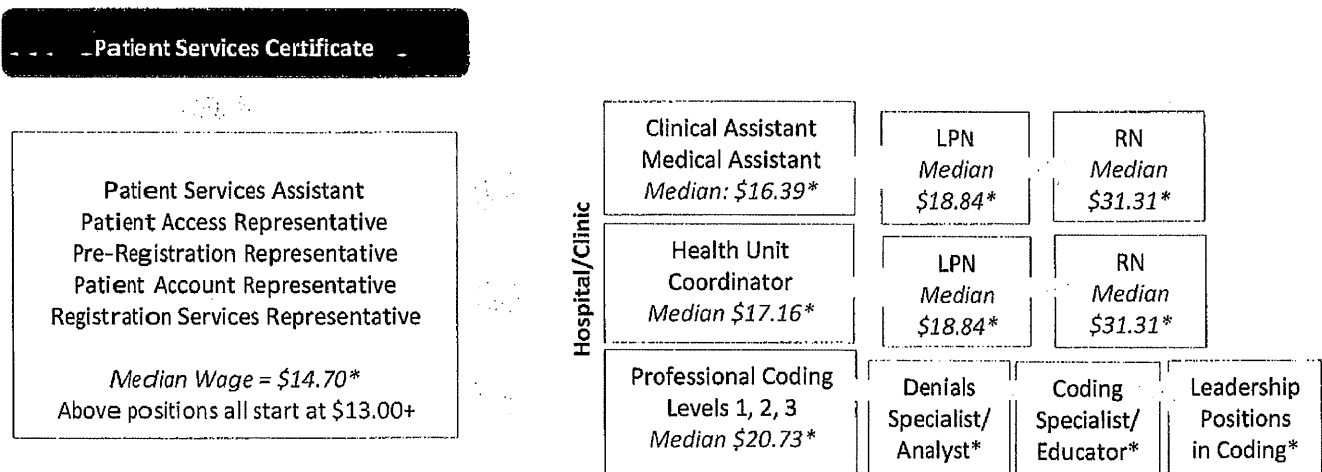 Patient Services Certificate
Patient Services Assistant
Patient Access Representative
Pre-Registration Representative
Patient Account Representative
Registration Services Representative
Median Wage = $14.70*
Above positions all start at $13.00+
Hospital/Clinic
Clinical Assistant
Medical Assistant
Median: $16.39*
LPN
Median
$18.84*
RN
Median
$31.31*
Health Unit
Coordinator
Median $17.16*
LPN
Median
$18.84*
RN
Median
$31.31*
Professional Coding
Levels 1, 2, 3
Median $20.73*
Denials
Specialist/
Analyst*
Coding
Specialist/
Educator*
Leadership
Positions
in Coding*